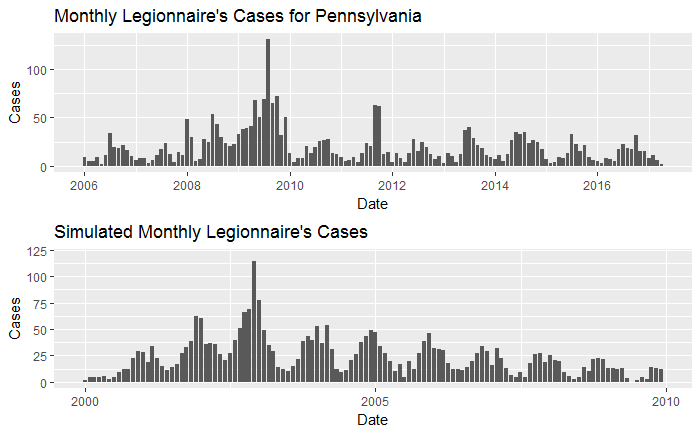 Monthly Legionnaire's Cases for Pennsylvania
100
50
0
Cases
2006 2008 2010 2012 2014 2016
Date
Simulated Monthly Legionnaire's Cases
125
100
75
50
25
0
Cases
2000 2005 2010
Date